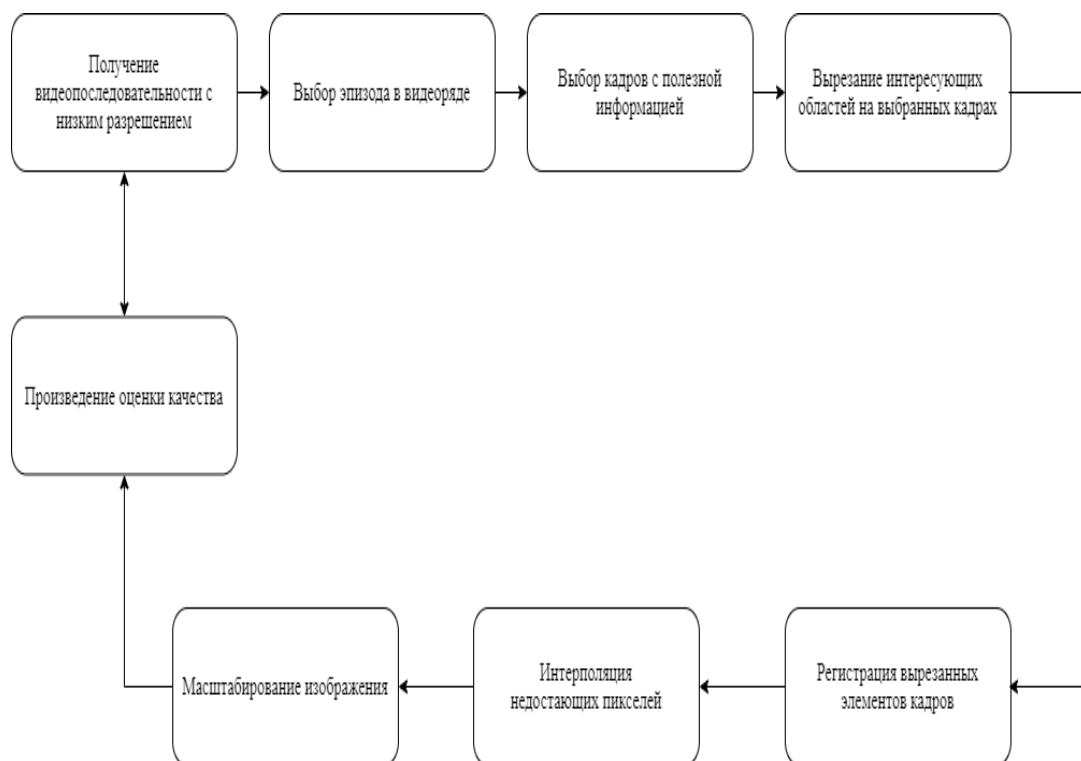 Получение
видеопоследовательности с
низким разрешением
Выбор эпизода в видеоряде
Выбор кадров с полезной
информацией
Вырезание интересующих
областей на выбранных кадрах
Произведение оценки качества
Масштабирование изображения
Интерполяция
недостающих пикселей
Регистрация вырезанных
элементов кадров